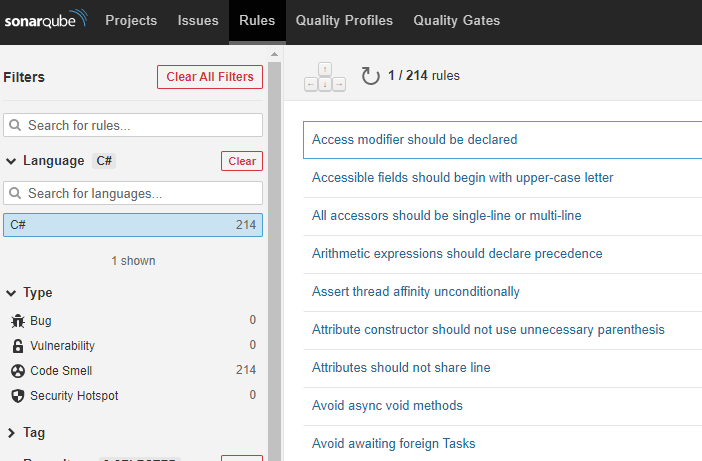 sonarqube Projects Issues Rules Quality Profiles Quality Gates
Filters
Clear All Filters
Search for rules...
Language C# Clear
Search for languages...
C# 214
1 shown
Type
Bug 0
Vulnerability 0
Code Smell 214
Security Hotspot 0
Tag
1 / 214 rules
Access modifier should be declared
Accessible fields should begin with upper-case letter
All accessors should be single-line or multi-line
Arithmetic expressions should declare precedence
Assert thread affinity unconditionally
Attribute constructor should not use unnecessary parenthesis
Attributes should not share line
Avoid async void methods
Avoid awaiting foreign Tasks